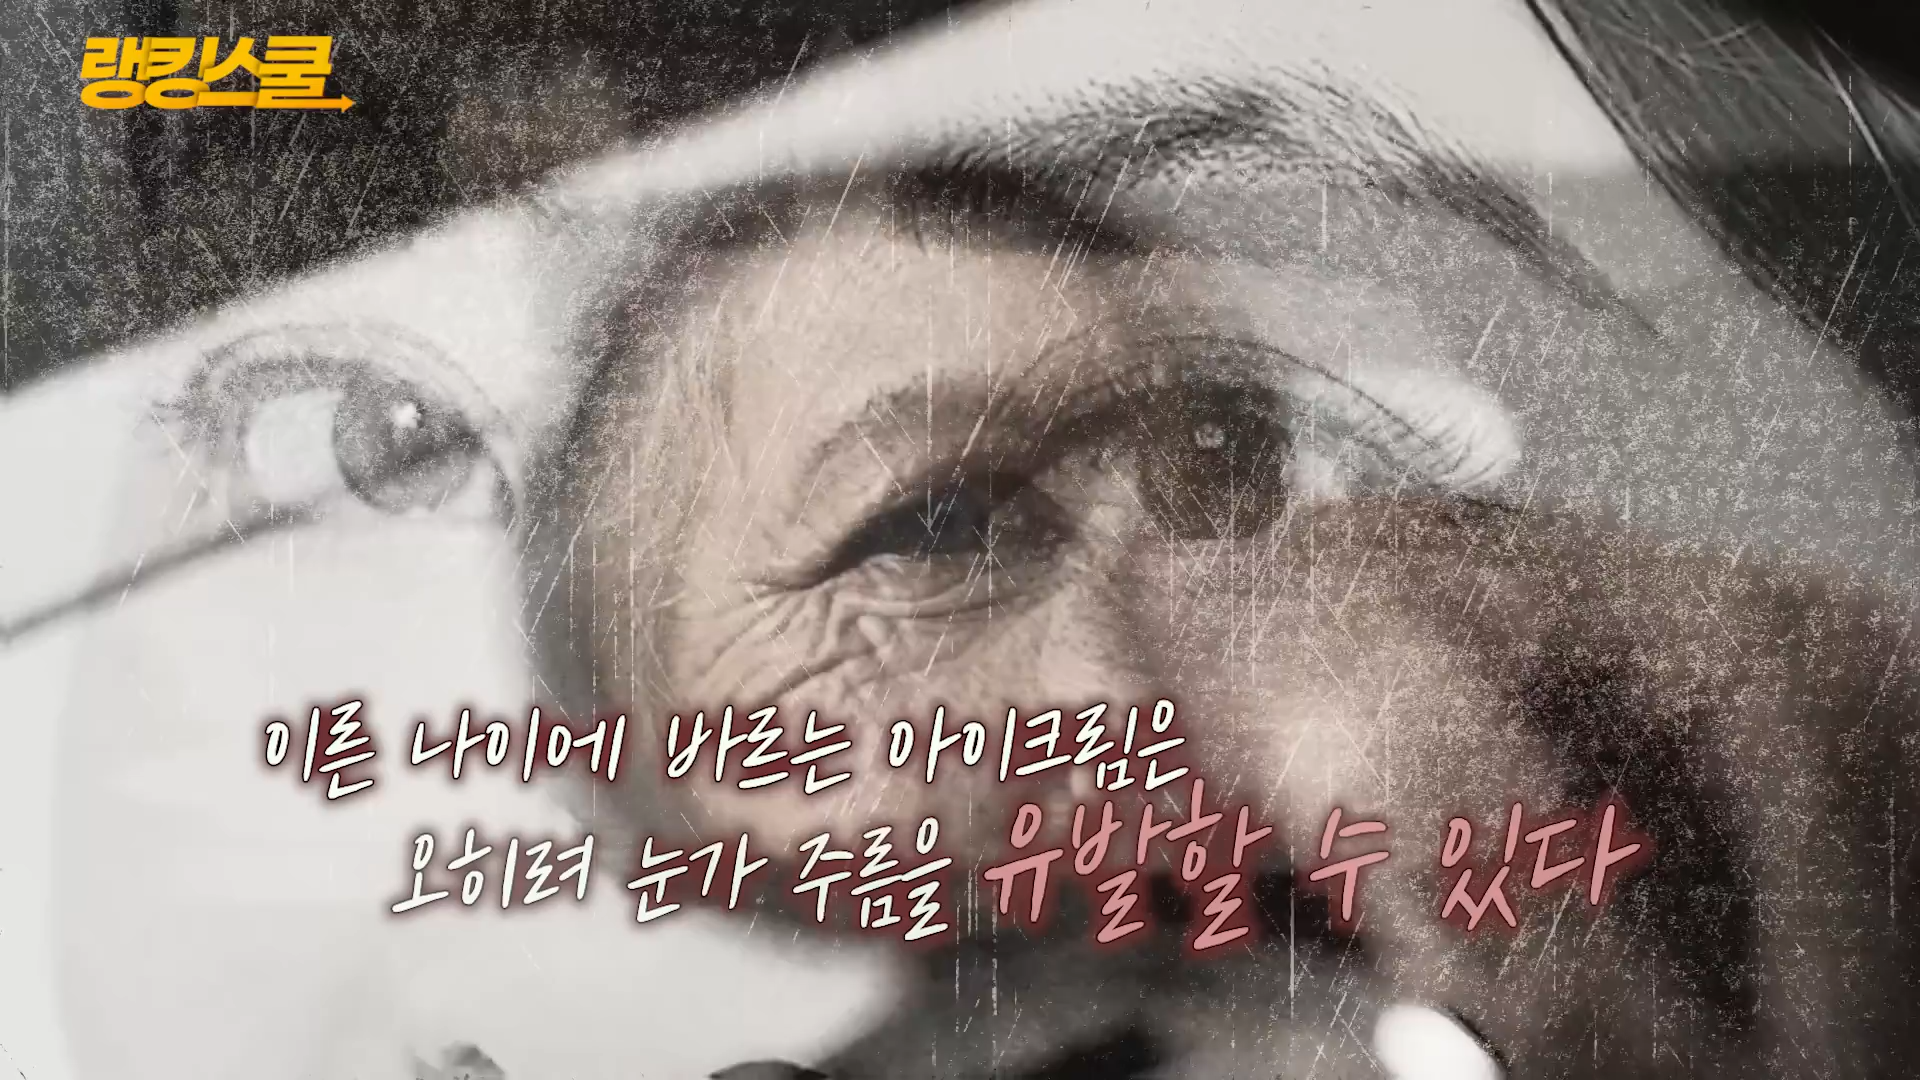 랭킹스쿨
이른 나이에 바르는 아이크림은
오히려 눈가 주름을 유발할 수 있다